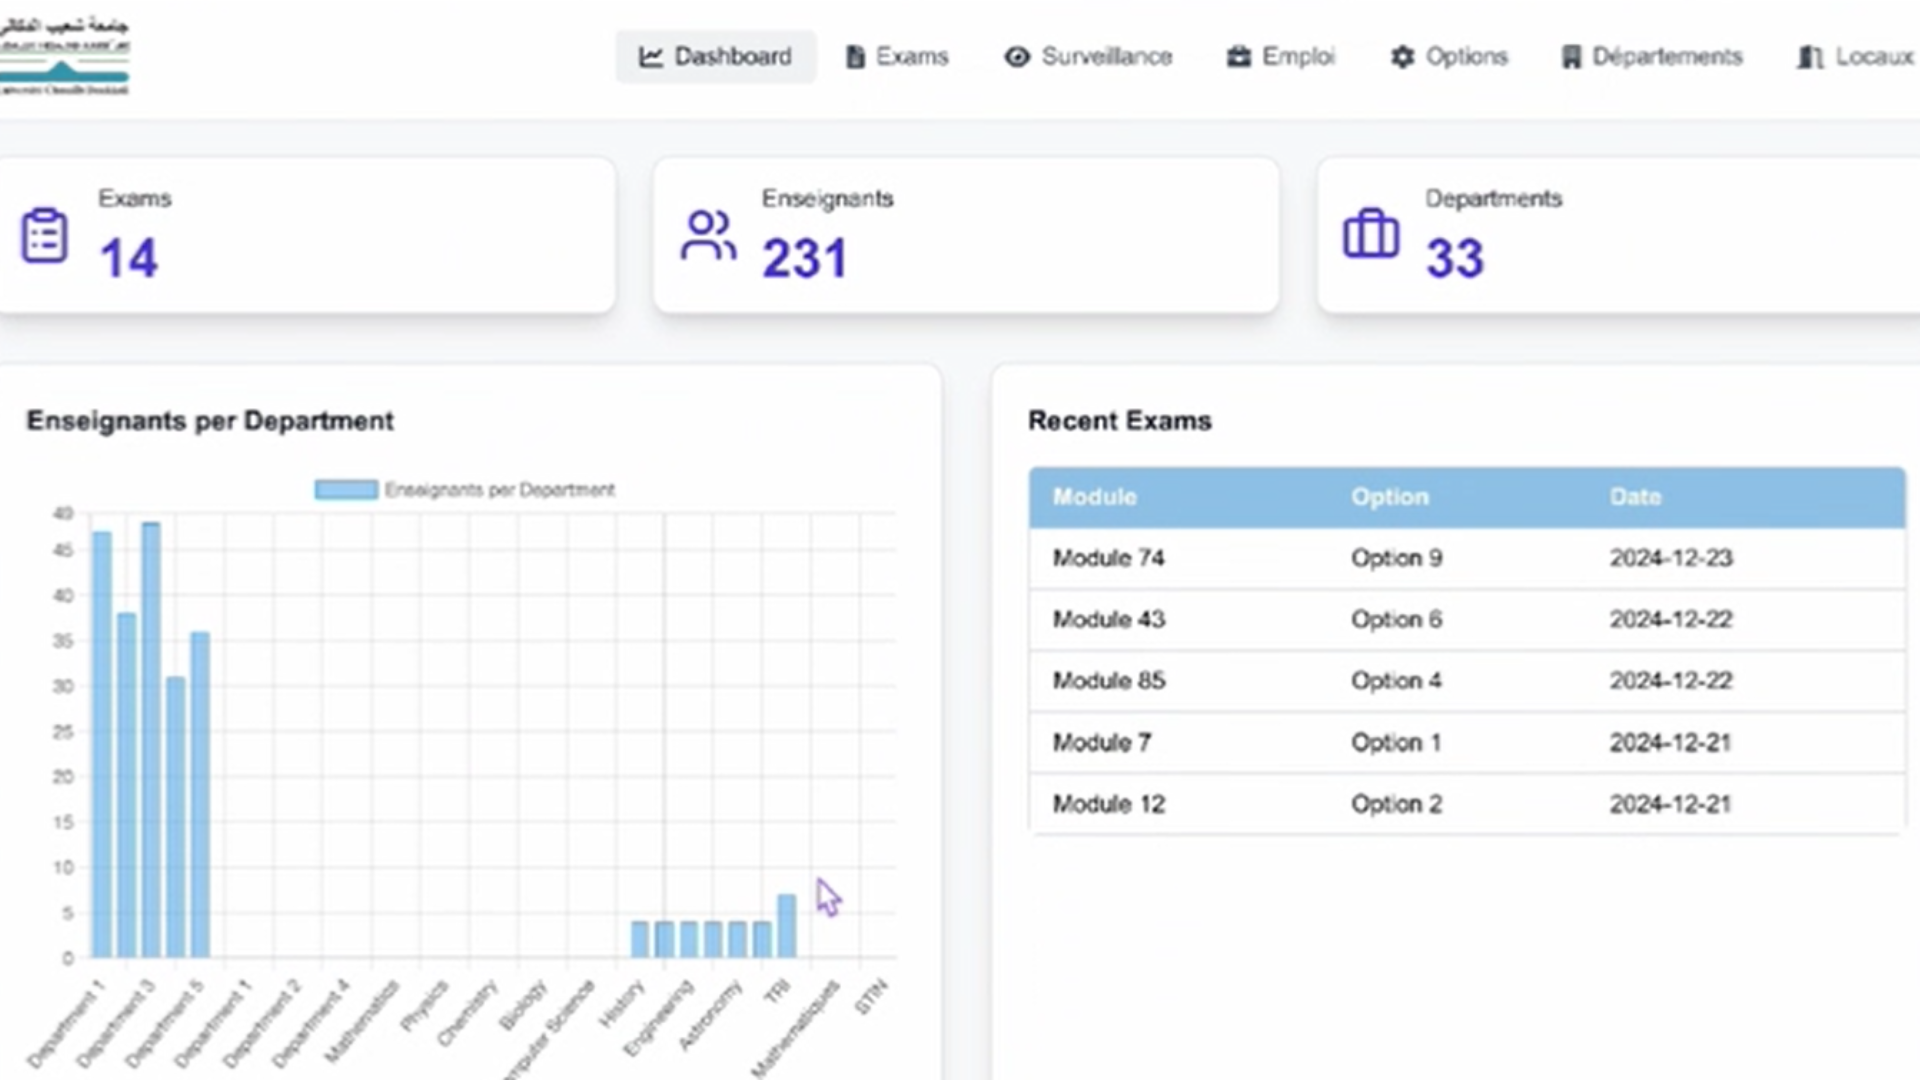 جامعة شعيب الدكالي
Dashboard
Exams
Surveillance
Emploi
Options
Départements
Locaux
Exams
14
Enseignants
231
Departments
33
Enseignants per Department
Enseignants per Department
45
40
35
30
25
20
15
10
5
0
Department 1
Department 3
Department 5
Department 1
Department 2
Department 4
Mathematics
Physics
Chemistry
Biology
mputer Science
History
Engineering
Astronomy
TRI
Mathematiques
STIN
Recent Exams
Module Option Date
Module 74 Option 9 2024-12-23
Module 43 Option 6 2024-12-22
Module 85 Option 4 2024-12-22
Module 7 Option 1 2024-12-21
Module 12 Option 2 2024-12-21